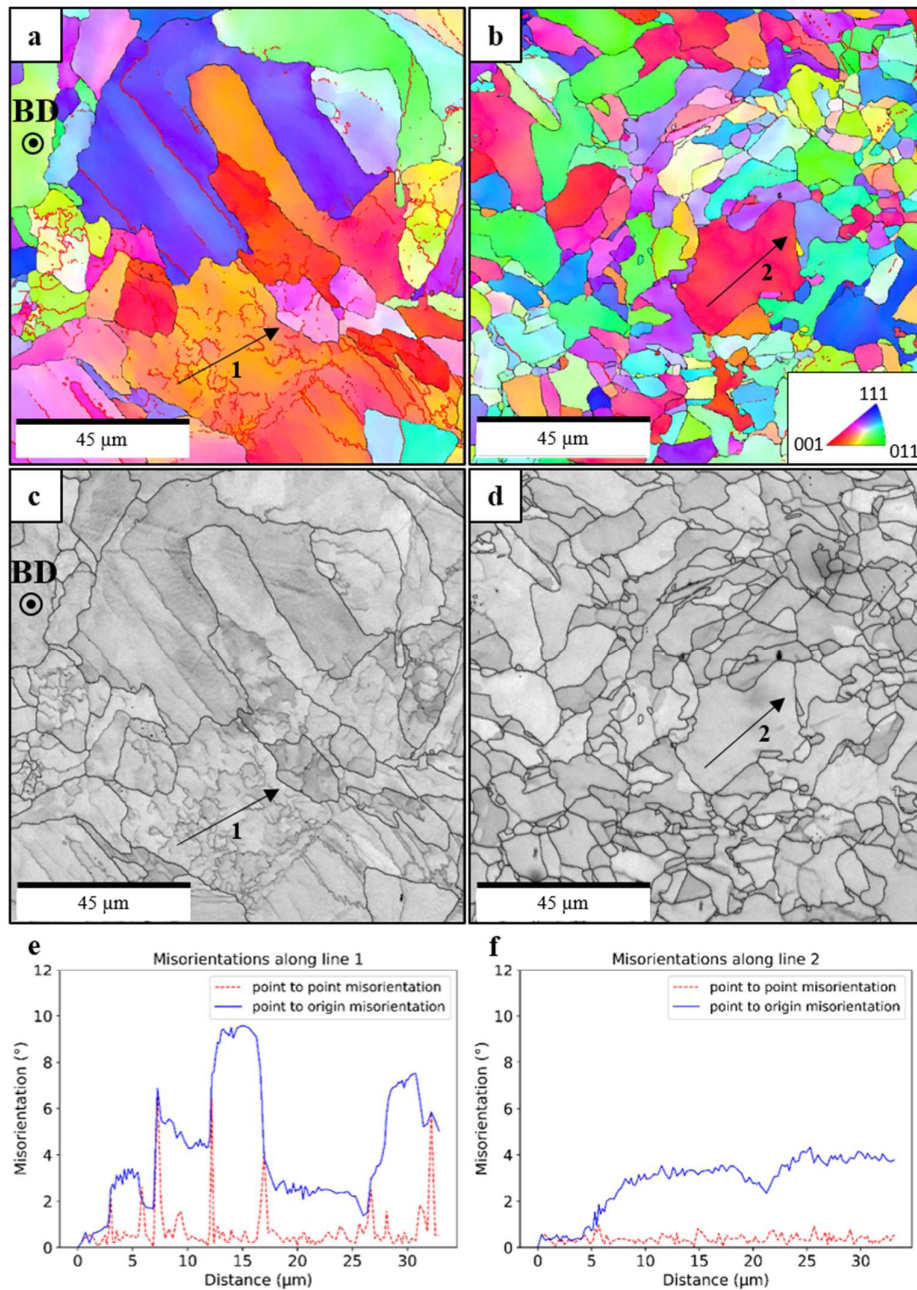 a
b
BD
1
2
45 µm
45 µm
111
001
011
c
d
BD
1
2
45 µm
45 µm
e
f
Misorientations along line 1
Misorientations along line 2
point to point misorientation
point to origin misorientation
point to point misorientation
point to origin misorientation
12
10
8
6
4
2
0
Misorientation (°)
0 5 10 15 20 25 30
Distance (µm)
12
10
8
6
4
2
0
Misorientation (°)
0 5 10 15 20 25 30
Distance (µm)